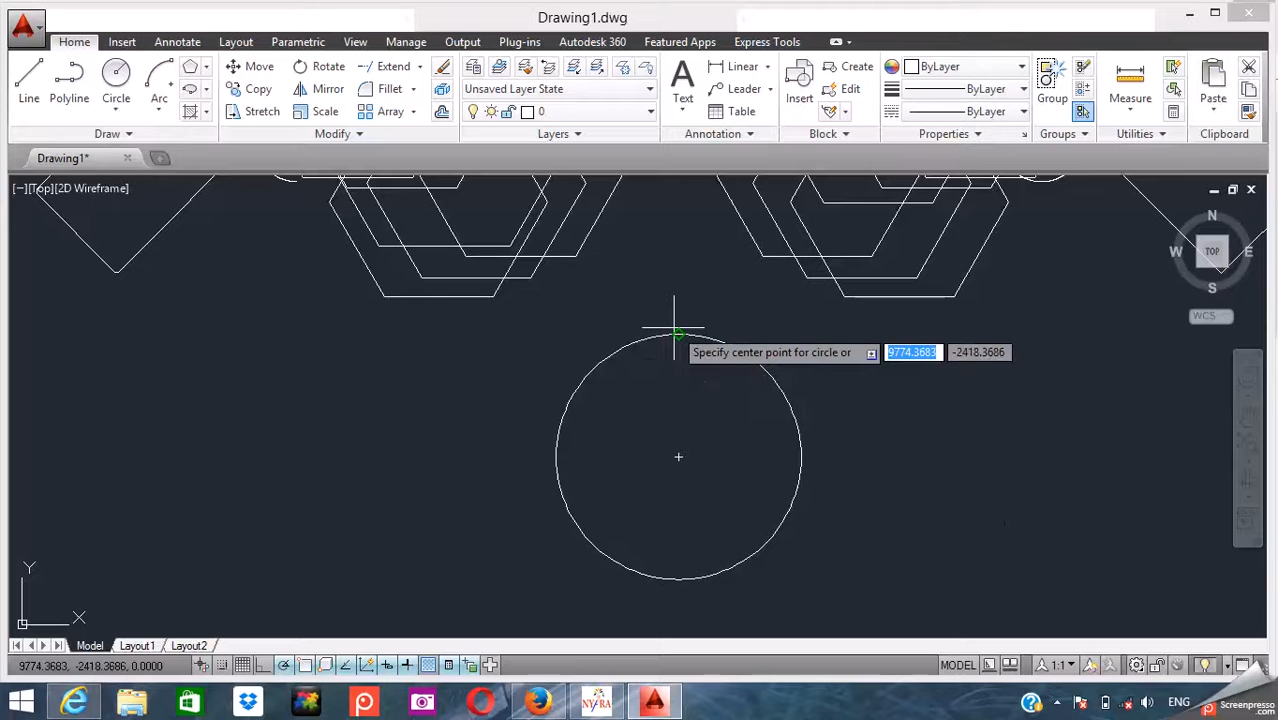 Drawing1.dwg
Home Insert Annotate Layout Parametric View Manage Output Plug-ins Autodesk 360 Featured Apps Express Tools
Line Polyline Circle Arc
Move Rotate Extend
Copy Mirror Fillet
Stretch Scale Array
Unsaved Layer State
0
Text
Linear
Leader
Table
Insert
Create
Edit
ByLayer
ByLayer
ByLayer
Group
Measure
Paste
Draw Modify Layers Annotation Block Properties Groups Utilities Clipboard
Drawing1*
[−][Top][2D Wireframe]
N
W TOP E
S
WCS
Specify center point for circle or 9774.3683 -2418.3686
Y
X
Model Layout1 Layout2
9774.3683, -2418.3686, 0.0000 MODEL 1:1
ENG
Screenpresso
.com